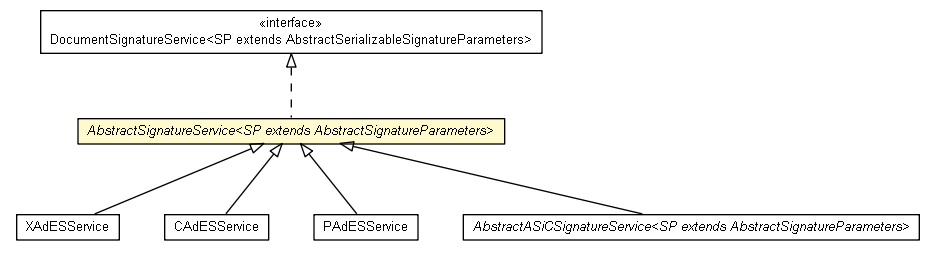 «interface»
DocumentSignatureService<SP extends AbstractSerializableSignatureParameters>
AbstractSignatureService<SP extends AbstractSignatureParameters>
XAdESService
CAdESService
PAdESService
AbstractASiCSignatureService<SP extends AbstractSignatureParameters>